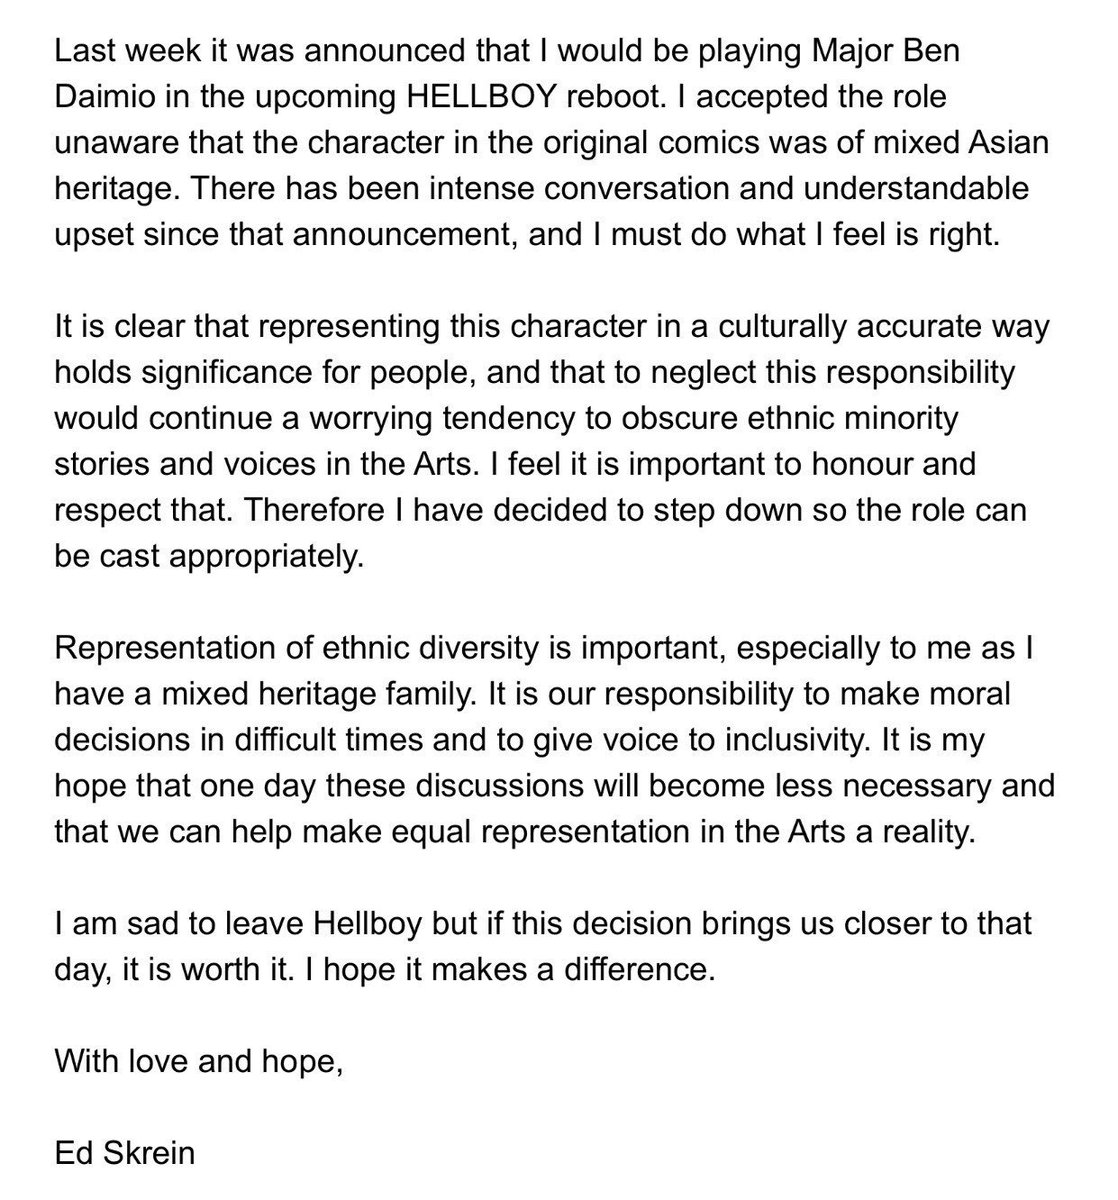 Last week it was announced that I would be playing Major Ben
Daimio in the upcoming HELLBOY reboot. I accepted the role
unaware that the character in the original comics was of mixed Asian
heritage. There has been intense conversation and understandable
upset since that announcement, and I must do what I feel is right.
It is clear that representing this character in a culturally accurate way
holds significance for people, and that to neglect this responsibility
would continue a worrying tendency to obscure ethnic minority
stories and voices in the Arts. I feel it is important to honour and
respect that. Therefore I have decided to step down so the role can
be cast appropriately.
Representation of ethnic diversity is important, especially to me as I
have a mixed heritage family. It is our responsibility to make moral
decisions in difficult times and to give voice to inclusivity. It is my
hope that one day these discussions will become less necessary and
that we can help make equal representation in the Arts a reality.
I am sad to leave Hellboy but if this decision brings us closer to that
day, it is worth it. I hope it makes a difference.
With love and hope,
Ed Skrein